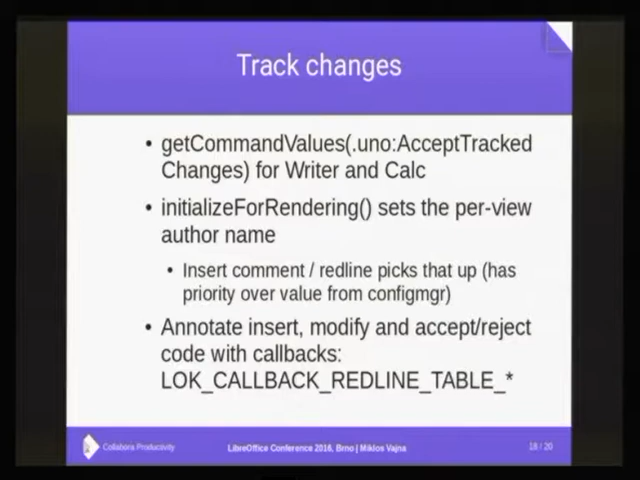 Track changes
• getCommandValues(.uno:AcceptTracked
Changes) for Writer and Calc
• initializeForRendering() sets the per-view
author name
• Insert comment / redline picks that up (has
priority over value from configmgr)
• Annotate insert, modify and accept/reject
code with callbacks:
LOK_CALLBACK_REDLINE_TABLE_*
Collabora Productivity
LibreOffice Conference 2016, Brno | Miklos Vajna
18 / 20